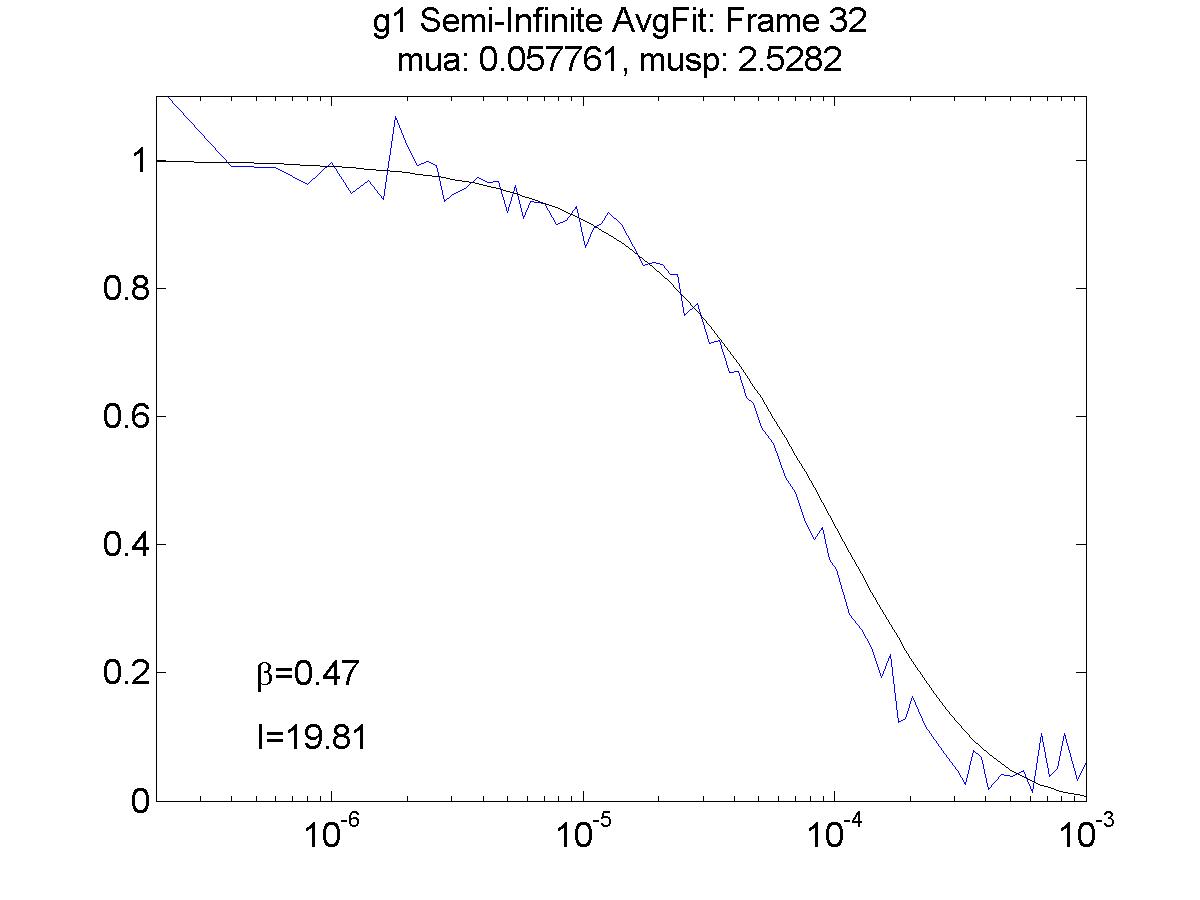 g1 Semi-Infinite AvgFit: Frame 32
mua: 0.057761, musp: 2.5282
1
0.8
0.6
0.4
0.2
0
β=0.47
I=19.81
10^-6
10^-5
10^-4
10^-3